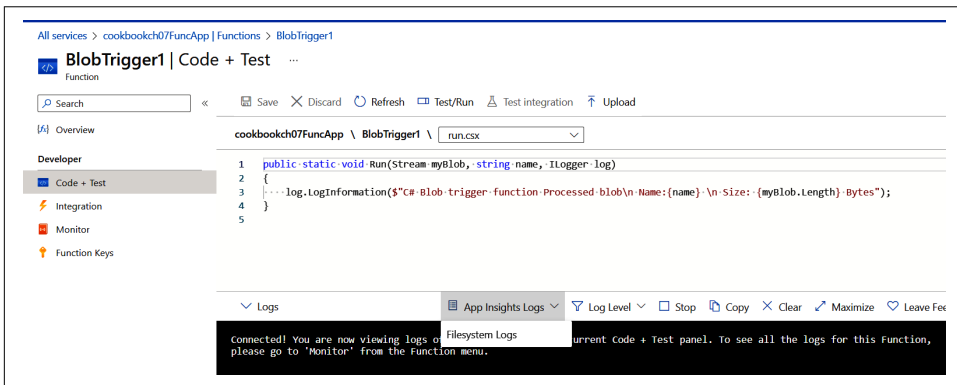 All services > cookbookch07FuncApp | Functions > BlobTrigger1
BlobTrigger1 | Code + Test ...
Function
Search
«
Save Discard Refresh Test/Run Test integration Upload
Overview
cookbookch07FuncApp \ BlobTrigger1 \ run.csx
Developer
Code + Test
Integration
Monitor
Function Keys
1 public static void Run(Stream myBlob, string name, ILogger log)
2 {
3 ····log.LogInformation($"C# Blob trigger function Processed blob\n Name:{name} \n Size: {myBlob.Length} Bytes");
4 }
5
Logs App Insights Logs Log Level Stop Copy Clear Maximize Leave Fee
Filesystem Logs
Connected! You are now viewing logs o urrent Code + Test panel. To see all the logs for this Function,
please go to 'Monitor' from the Function menu.